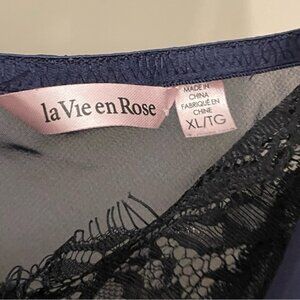 la Vie en Rose
MADE IN
CHINA
FABRIQUÉ EN
CHINE
XL/TG